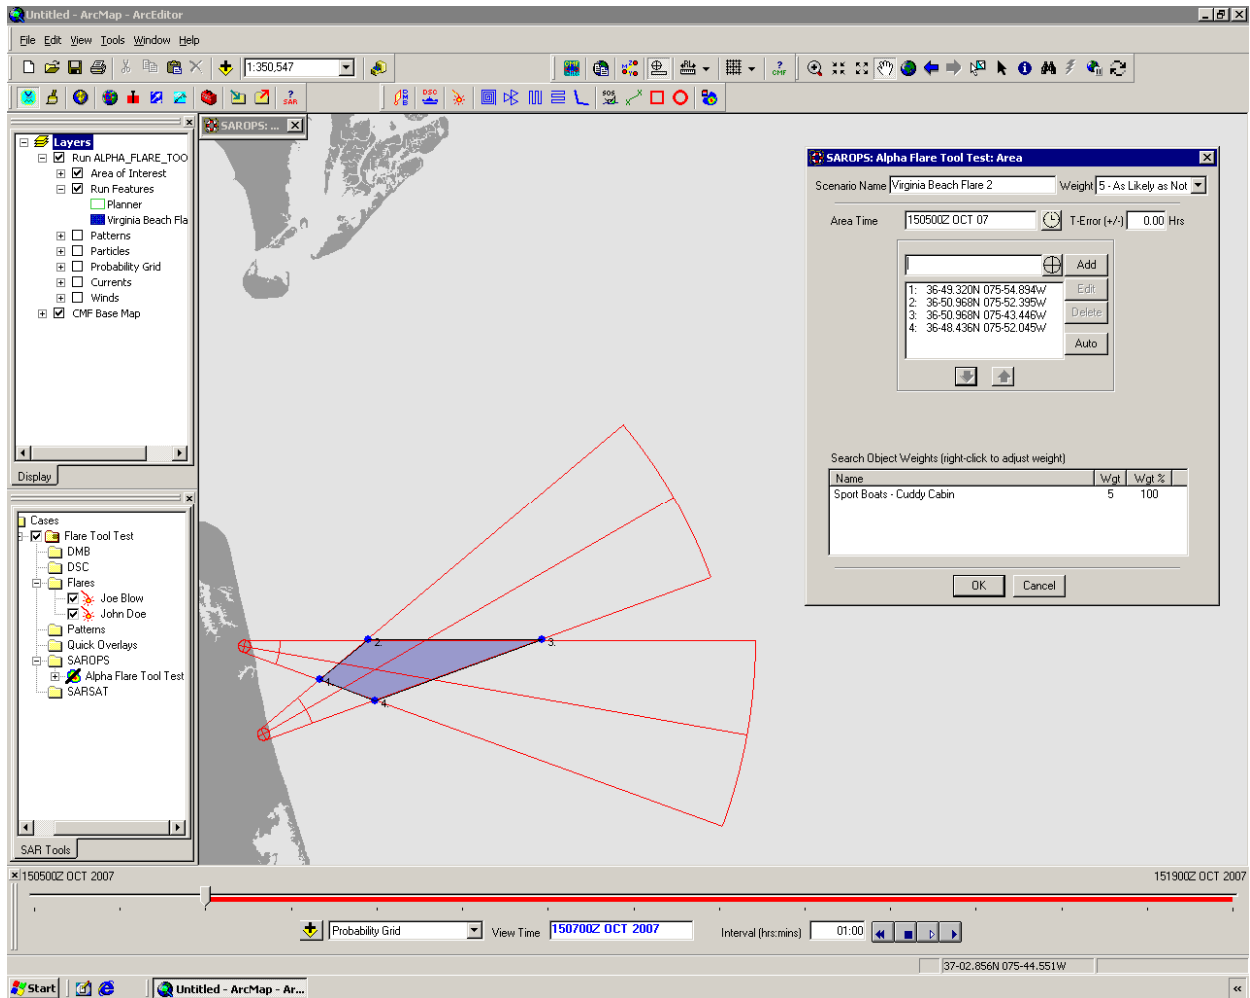 Untitled - ArcMap - ArcEditor
File Edit View Tools Window Help
1:350,547
CMF
SAR
DSC
SOS
Layers
Run ALPHA_FLARE_TOO
Area of Interest
Run Features
Planner
Virginia Beach Fla
Patterns
Particles
Probability Grid
Currents
Winds
CMF Base Map
Display
Cases
Flare Tool Test
DMB
DSC
Flares
Joe Blow
John Doe
Patterns
Quick Overlays
SAROPS
Alpha Flare Tool Test
SARSAT
SAR Tools
SAROPS: ...
2.
3.
4.
SAROPS: Alpha Flare Tool Test: Area
Scenario Name Virginia Beach Flare 2 Weight 5 - As Likely as Not
Area Time 150500Z OCT 07 T-Error (+/-) 0.00 Hrs
Add
Edit
Delete
Auto
1: 36-49.320N 075-54.894W
2: 36-50.968N 075-52.395W
3: 36-50.968N 075-43.446W
4: 36-48.436N 075-52.045W
Search Object Weights (right-click to adjust weight)
Name Wgt Wgt %
Sport Boats - Cuddy Cabin 5 100
OK Cancel
150500Z OCT 2007 151900Z OCT 2007
Probability Grid View Time 150700Z OCT 2007 Interval (hrs:mins) 01:00
37-02.856N 075-44.551W
Start Untitled - ArcMap - Ar...